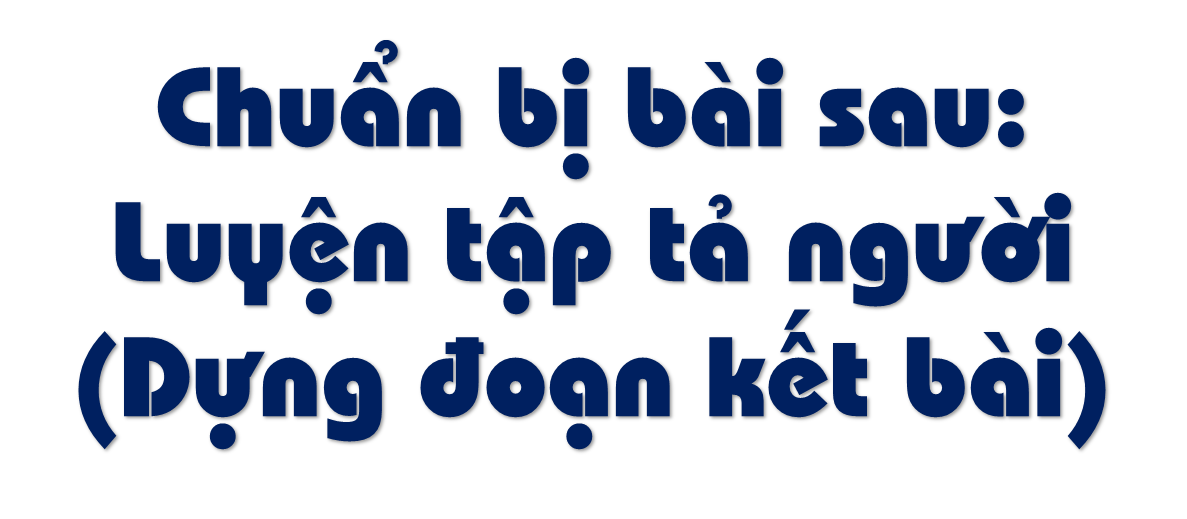 Chuẩn bị bài sau:
Luyện tập tả người
(Dựng đoạn kết bài)